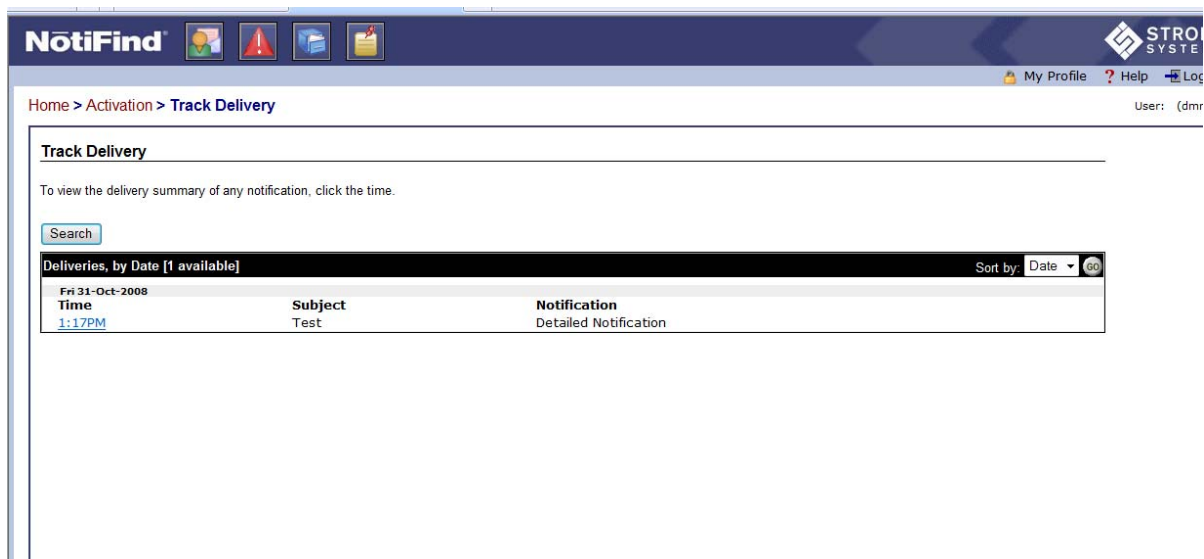 NōtiFind
STRO
SYSTE
My Profile ? Help Log
Home > Activation > Track Delivery
User: (dmr
Track Delivery
To view the delivery summary of any notification, click the time.
Search
Deliveries, by Date [1 available]
Sort by: Date GO
Fri 31-Oct-2008
Time Subject Notification
1:17PM Test Detailed Notification